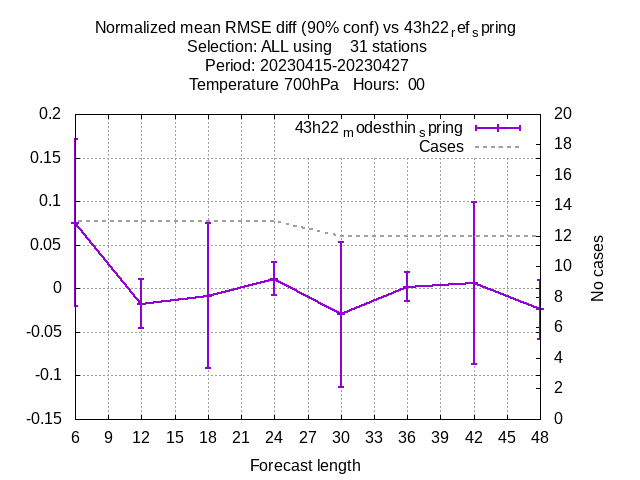 Normalized mean RMSE diff (90% conf) vs 43h22refspring
Selection: ALL using 31 stations
Period: 20230415-20230427
Temperature 700hPa Hours: 00
43h22modesthinspring
Cases
0.2
0.15
0.1
0.05
0
-0.05
-0.1
-0.15
20
18
16
14
12
10
8
6
4
2
0
No cases
6 9 12 15 18 21 24 27 30 33 36 39 42 45 48
Forecast length